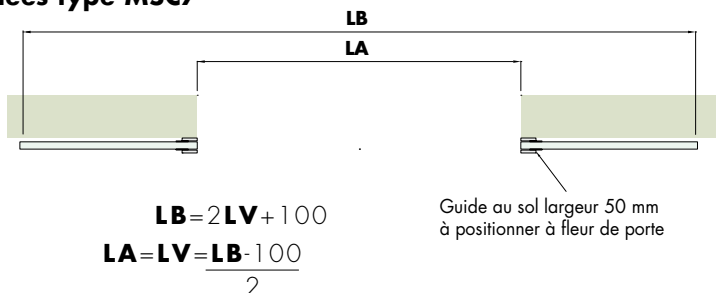 LB
LA
LB=2LV+100
LA=LV=LB-100
2
Guide au sol largeur 50 mm
à positionner à fleur de porte